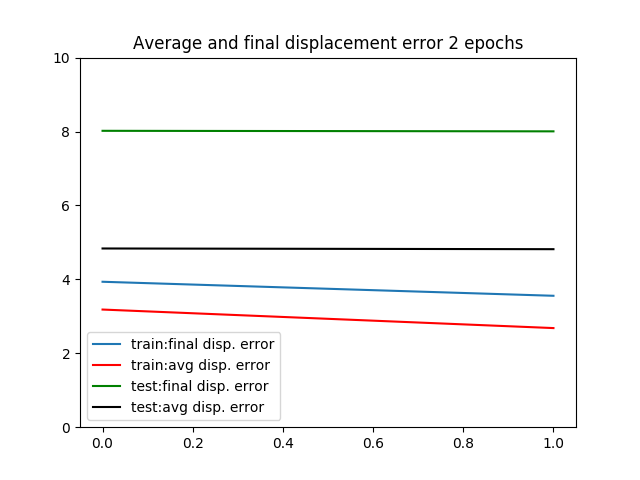 Average and final displacement error 2 epochs
10
8
6
4
2
0
train:final disp. error
train:avg disp. error
test:final disp. error
test:avg disp. error
0.0 0.2 0.4 0.6 0.8 1.0